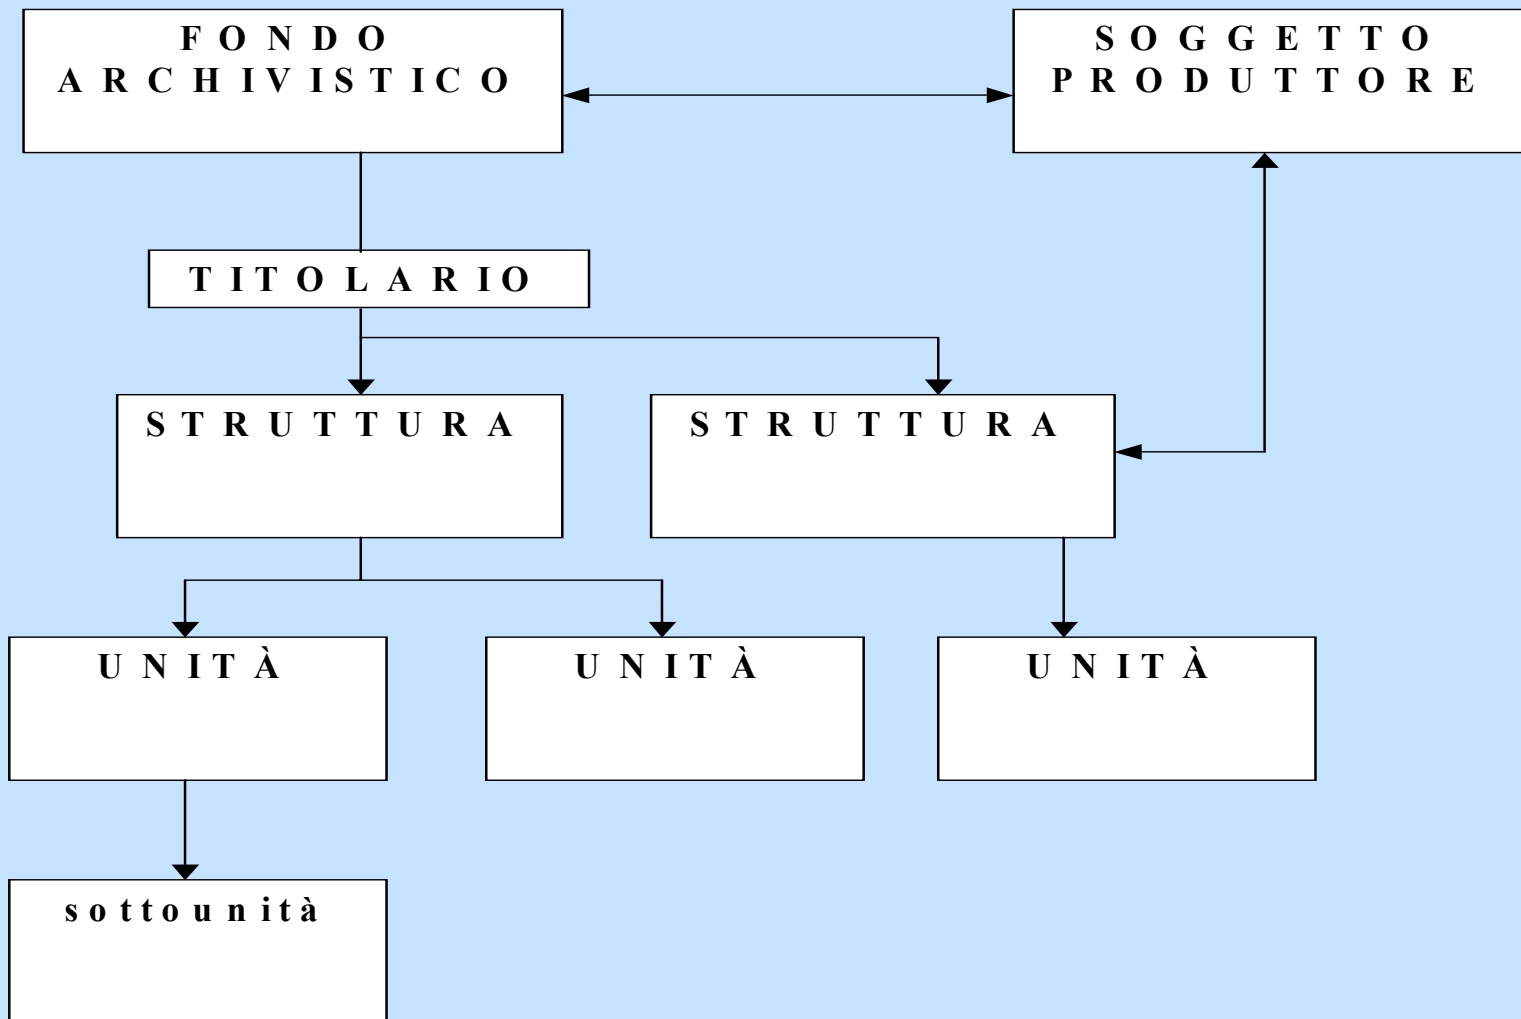 FONDO
ARCHIVISTICO
SOGGETTO
PRODUTTORE
TITOLARIO
STRUTTURA
STRUTTURA
UNITÀ
UNITÀ
UNITÀ
sottounità